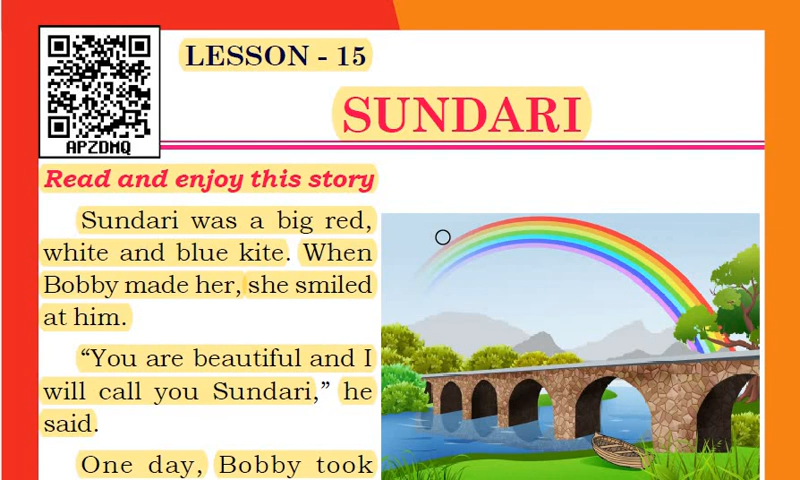 LESSON - 15
SUNDARI
APZDMQ
Read and enjoy this story
Sundari was a big red,
white and blue kite. When
Bobby made her, she smiled
at him.
“You are beautiful and I
will call you Sundari,” he
said.
One day, Bobby took